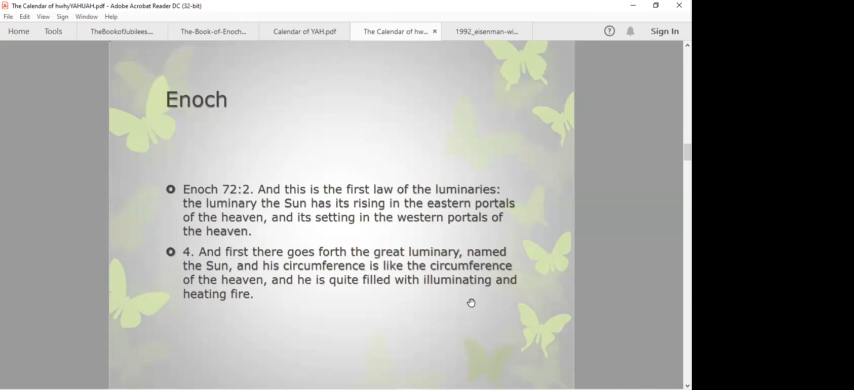 The Calendar of hwhyYAHUAH.pdf - Adobe Acrobat Reader DC (32-bit)
File Edit View Sign Window Help
Home Tools TheBookofJubilees... The-Book-of-Enoch... Calendar of YAH.pdf The Calendar of hw... × 1992_eisenman-wi... Sign In
Enoch
Enoch 72:2. And this is the first law of the luminaries:
the luminary the Sun has its rising in the eastern portals
of the heaven, and its setting in the western portals of
the heaven.
4. And first there goes forth the great luminary, named
the Sun, and his circumference is like the circumference
of the heaven, and he is quite filled with illuminating and
heating fire.